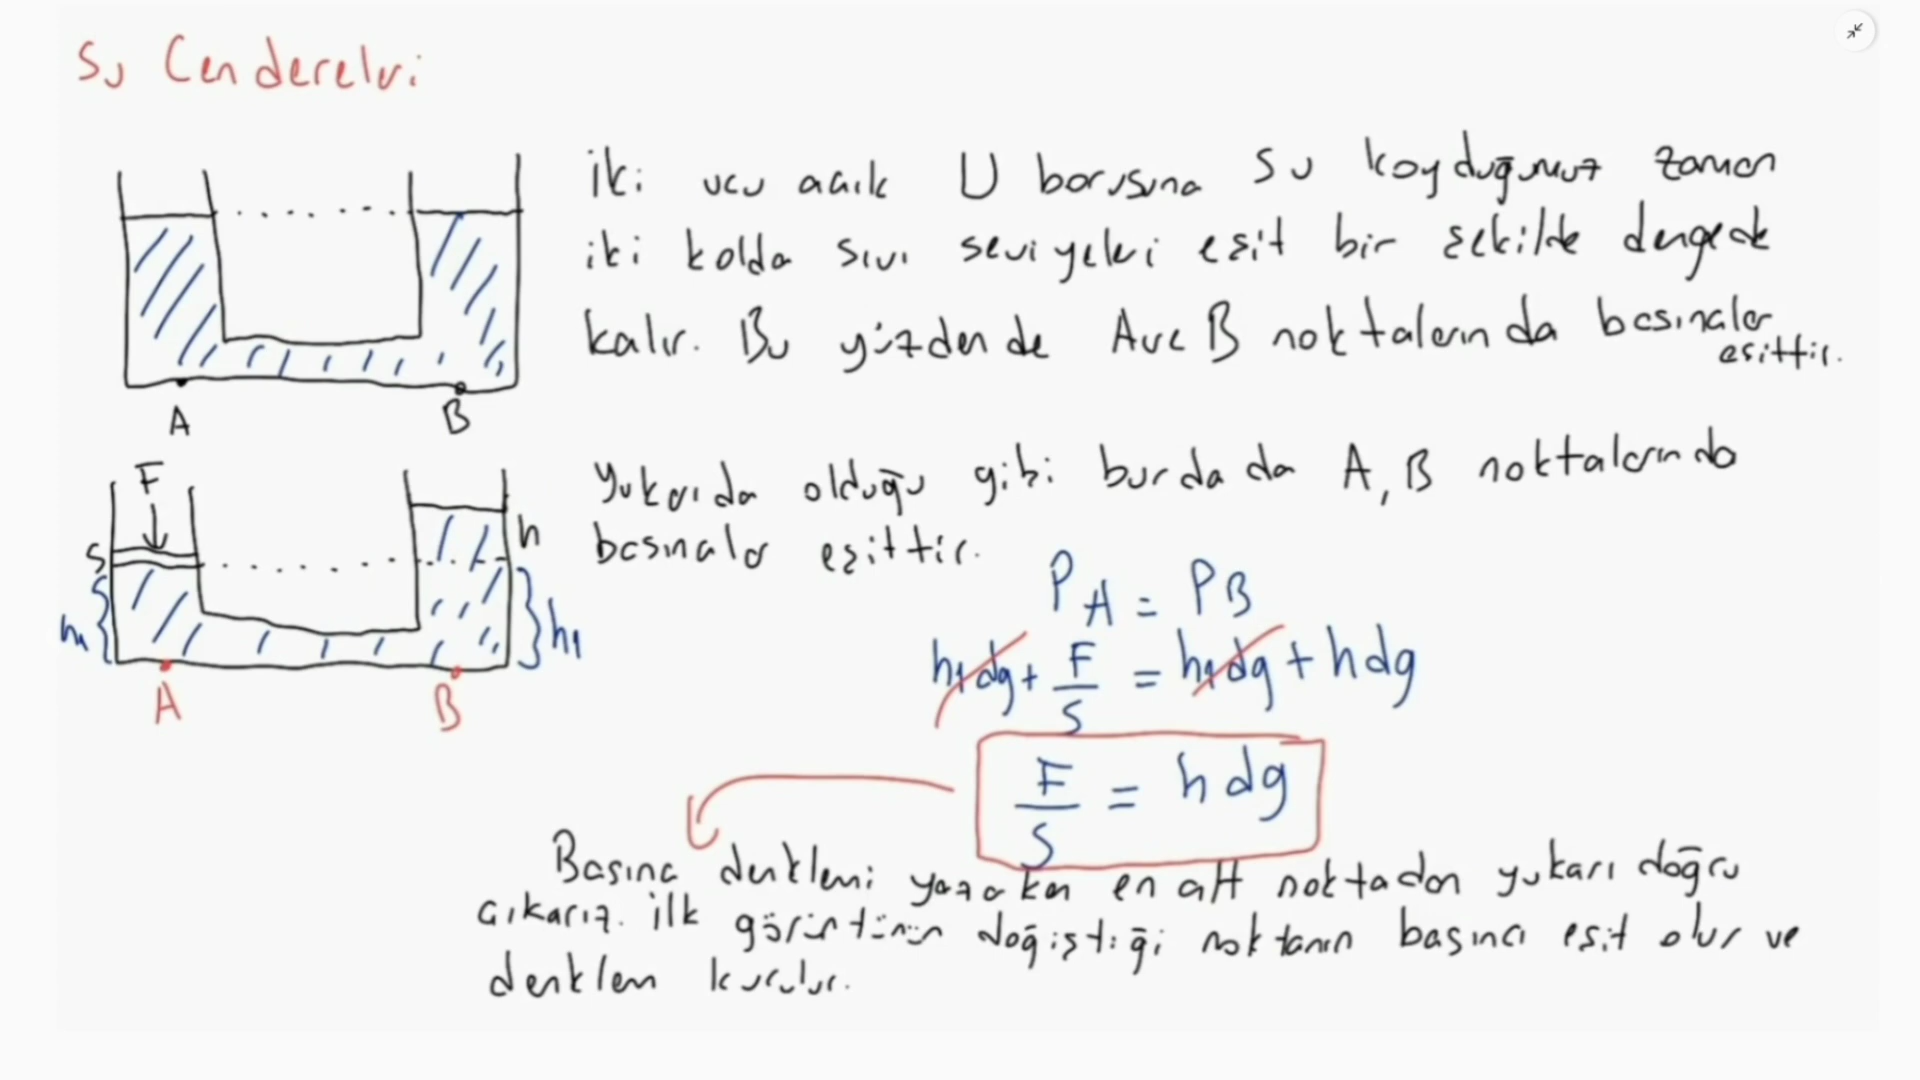 Su Cendereleri
iki ucu açık U borusuna su koyduğumuz zaman
iki kolda sıvı seviyeleri eşit bir şekilde dengede
kalır. Bu yüzden de A ve B noktalarında basınçlar
eşittir.
A
B
F
S
h
h₁
h₁
A
B
Yukarıda olduğu gibi burda da A, B noktalarında
basınçlar eşittir.
P_A = P_B
h₁dg + F/S = h₁dg + hdg
F/S = hdg
Basınç denklemi yazarken en alt noktadan yukarı doğru
çıkarız. ilk görüntünün değiştiği noktanın basıncı eşit olur ve
denklem kurulur.